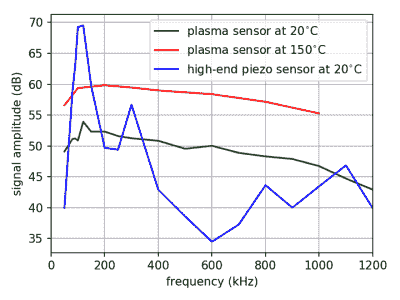 plasma sensor at 20°C
plasma sensor at 150°C
high-end piezo sensor at 20°C
signal amplitude (dB)
70
65
60
55
50
45
40
35
0 200 400 600 800 1000 1200
frequency (kHz)